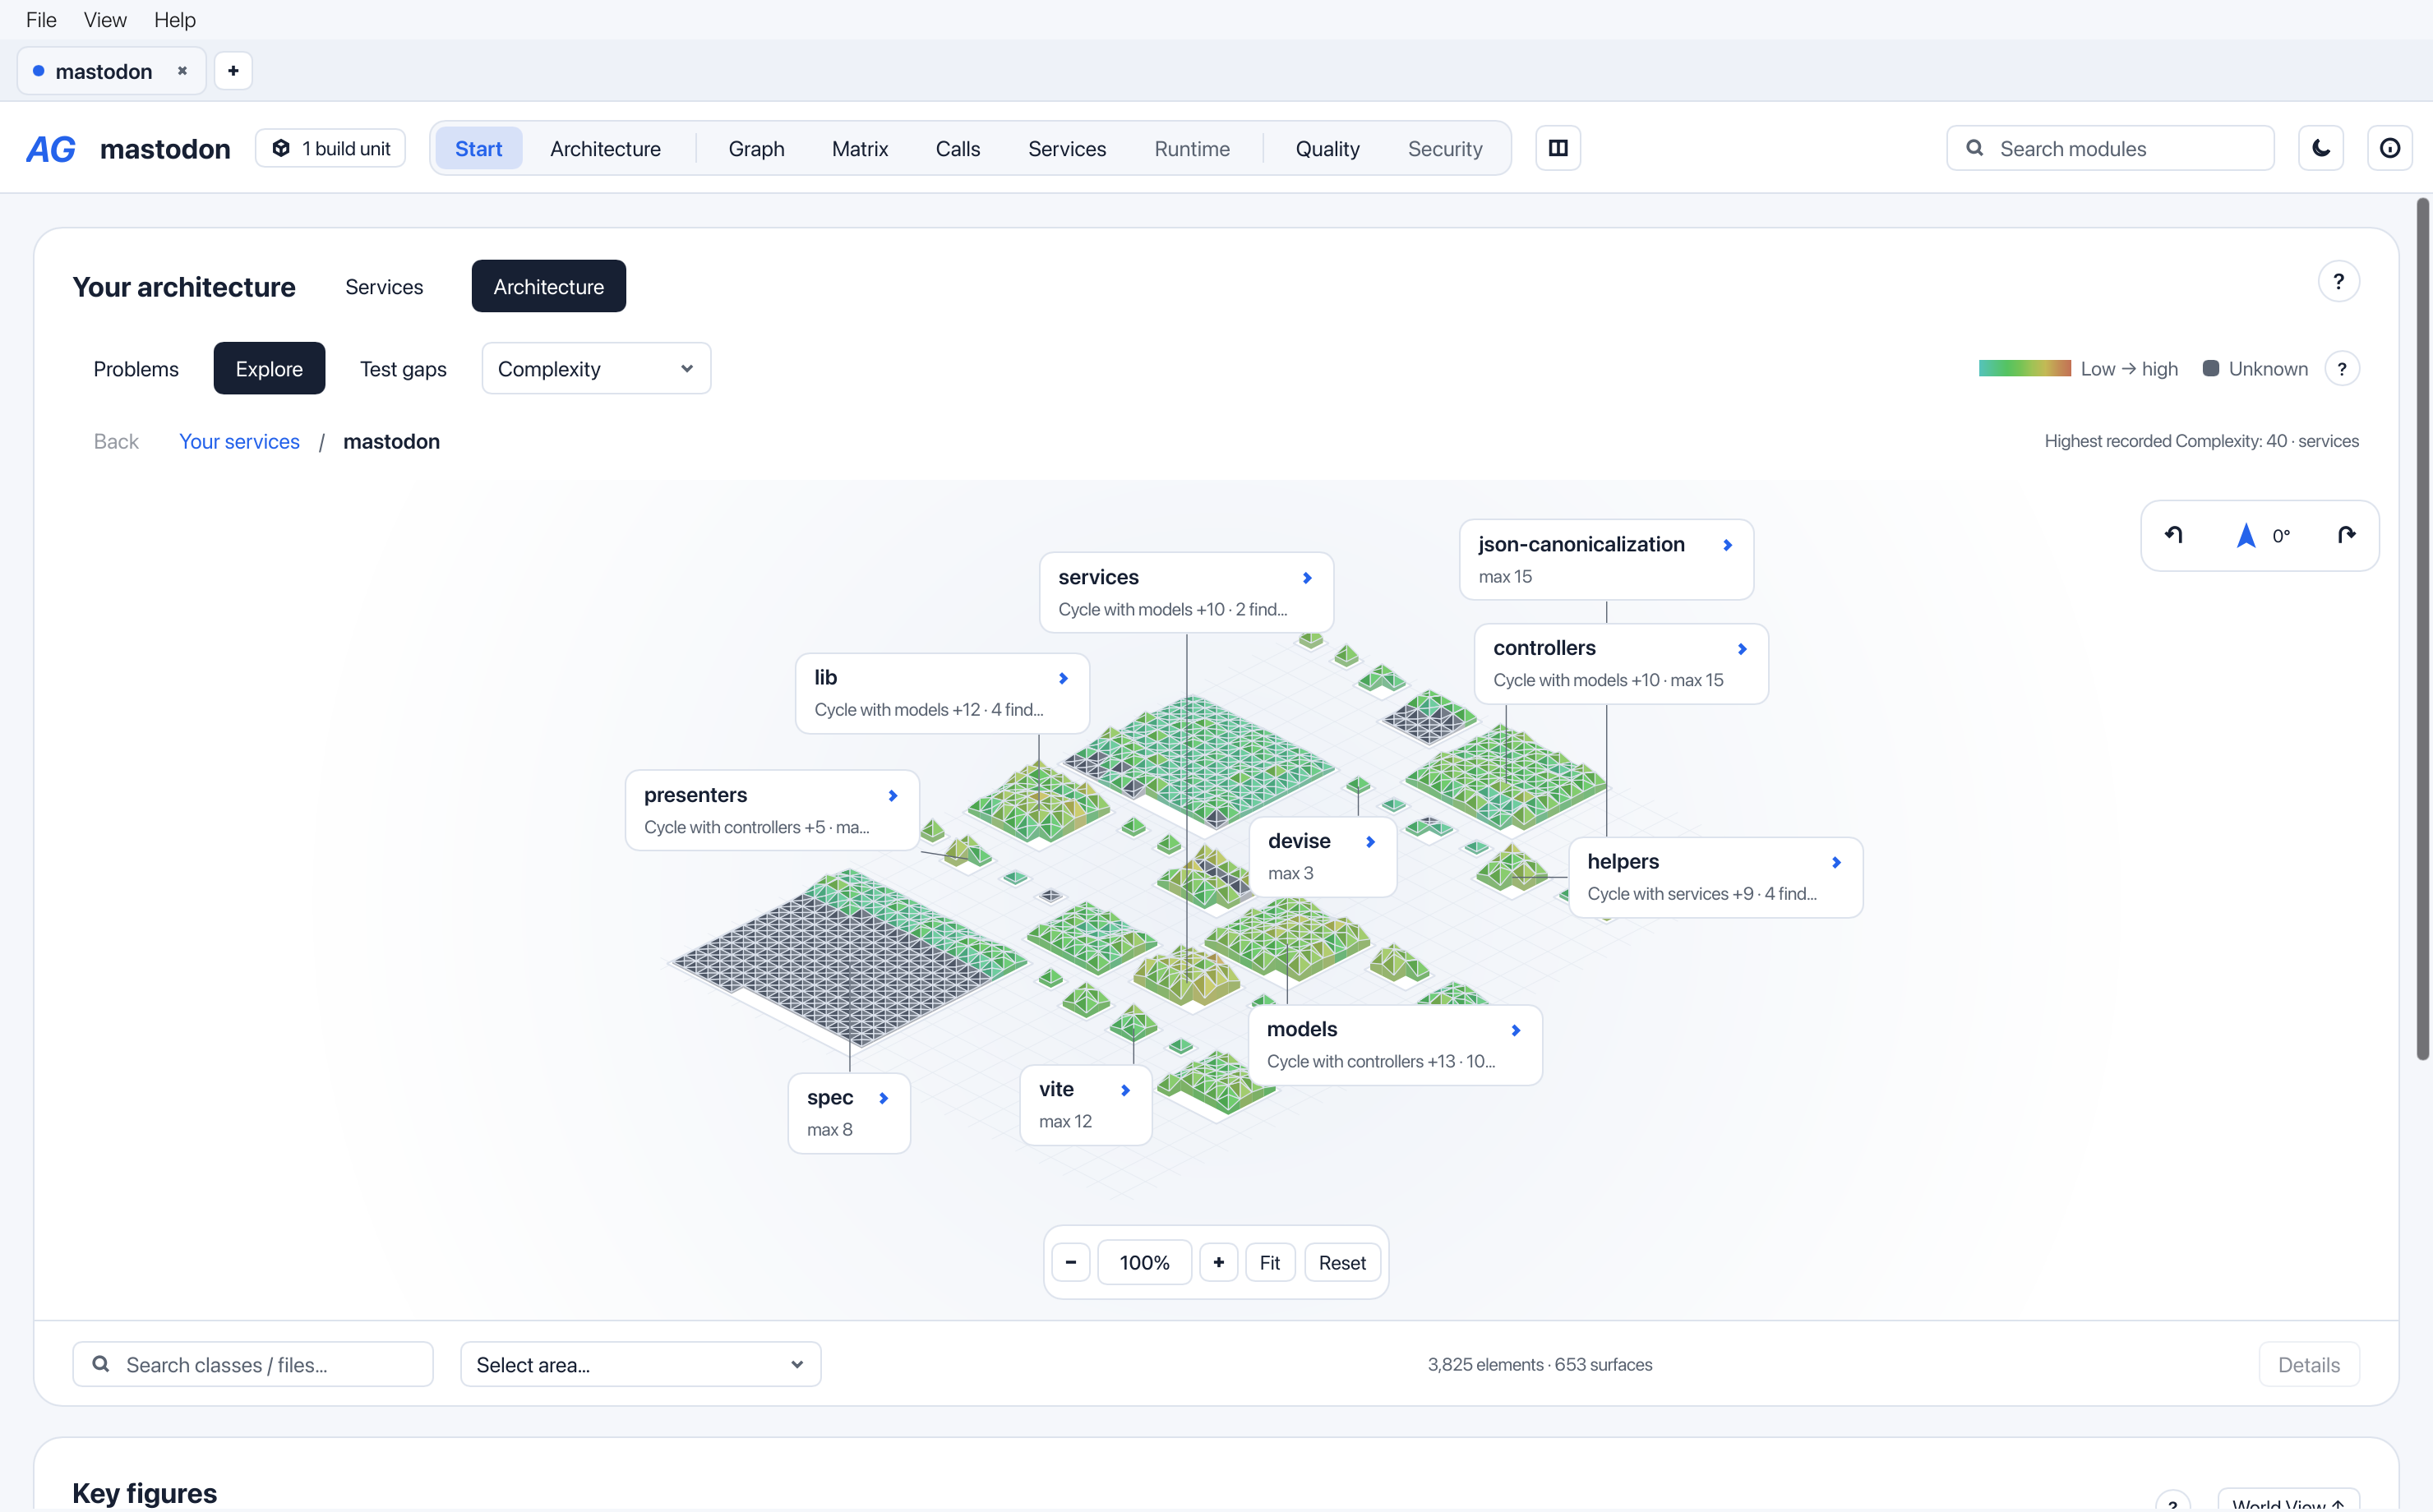 File View Help
mastodon
AG mastodon 1 build unit Start Architecture Graph Matrix Calls Services Runtime Quality Security Search modules
Your architecture Services Architecture ?
Problems Explore Test gaps Complexity Low → high Unknown ?
Back Your services / mastodon Highest recorded Complexity: 40 · services
0°
json-canonicalization
max 15
services
Cycle with models +10 · 2 find...
controllers
Cycle with models +10 · max 15
lib
Cycle with models +12 · 4 find...
presenters
Cycle with controllers +5 · ma...
devise
max 3
helpers
Cycle with services +9 · 4 find...
models
Cycle with controllers +13 · 10...
spec
max 8
vite
max 12
− 100% + Fit Reset
Search classes / files... Select area... 3,825 elements · 653 surfaces Details
Key figures ? World View ↑